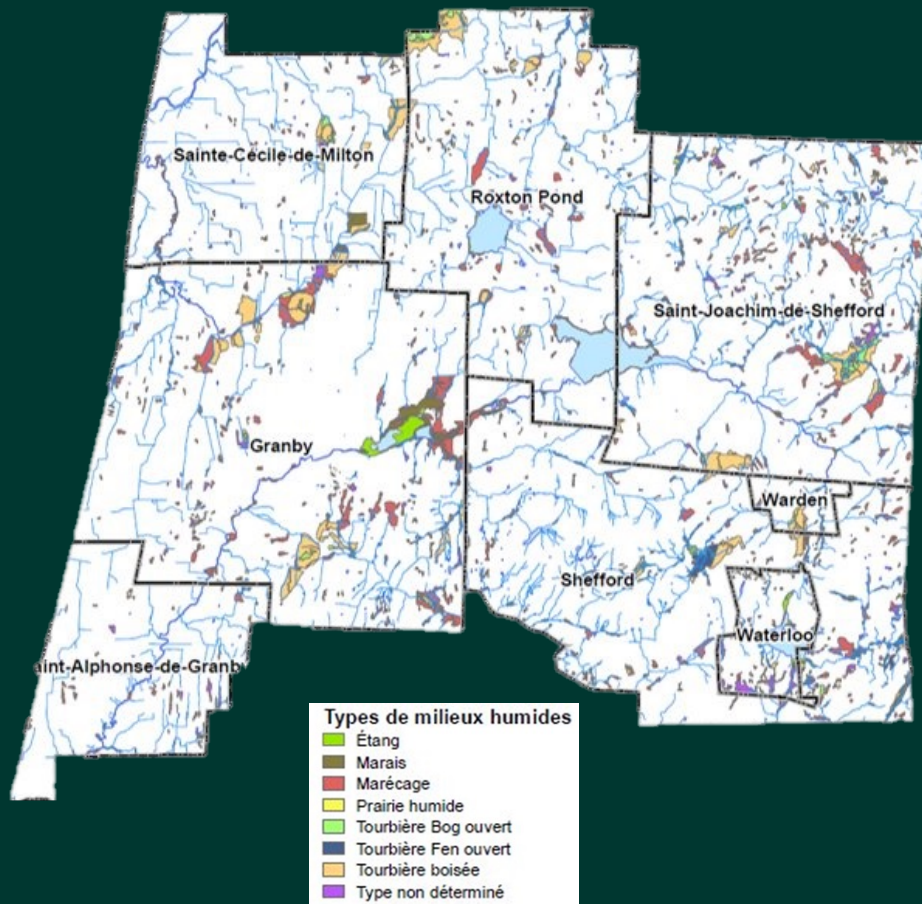 Sainte-Cécile-de-Milton
Roxton Pond
Saint-Joachim-de-Shefford
Granby
Warden
Shefford
Waterloo
aint-Alphonse-de-Granb
Types de milieux humides
Étang
Marais
Marécage
Prairie humide
Tourbière Bog ouvert
Tourbière Fen ouvert
Tourbière boisée
Type non déterminé